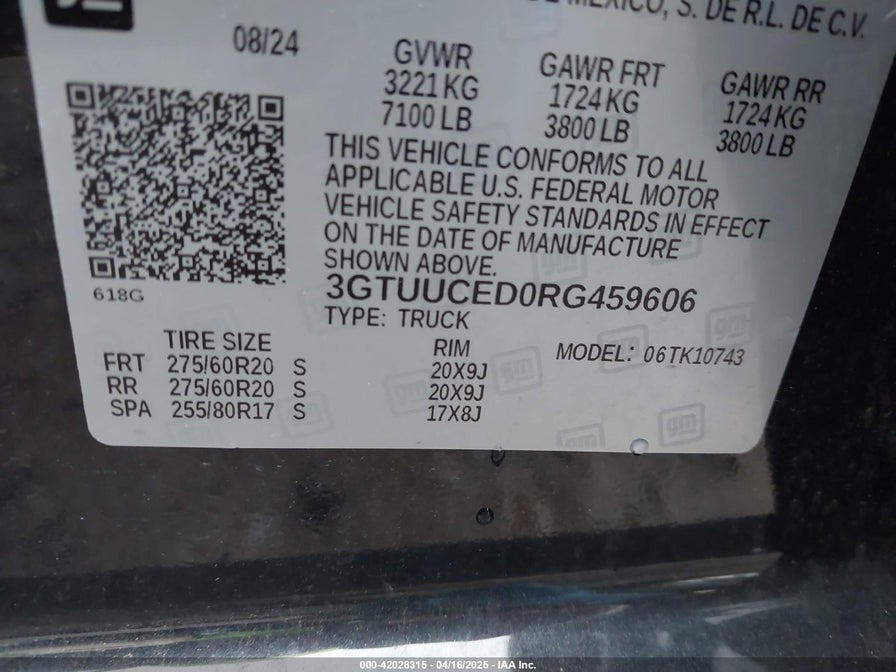 MEXICO, S. DE R.L. DE C.V.
08/24
GVWR GAWR FRT GAWR RR
3221 KG 1724 KG 1724 KG
7100 LB 3800 LB 3800 LB
THIS VEHICLE CONFORMS TO ALL
APPLICABLE U.S. FEDERAL MOTOR
VEHICLE SAFETY STANDARDS IN EFFECT
ON THE DATE OF MANUFACTURE
SHOWN ABOVE.
618G
3GTUUCED0RG459606
TYPE: TRUCK
MODEL: 06TK10743
TIRE SIZE RIM
FRT 275/60R20 S 20X9J
RR 275/60R20 S 20X9J
SPA 255/80R17 S 17X8J
gm
000-42028315 - 04/16/2025 - IAA Inc.